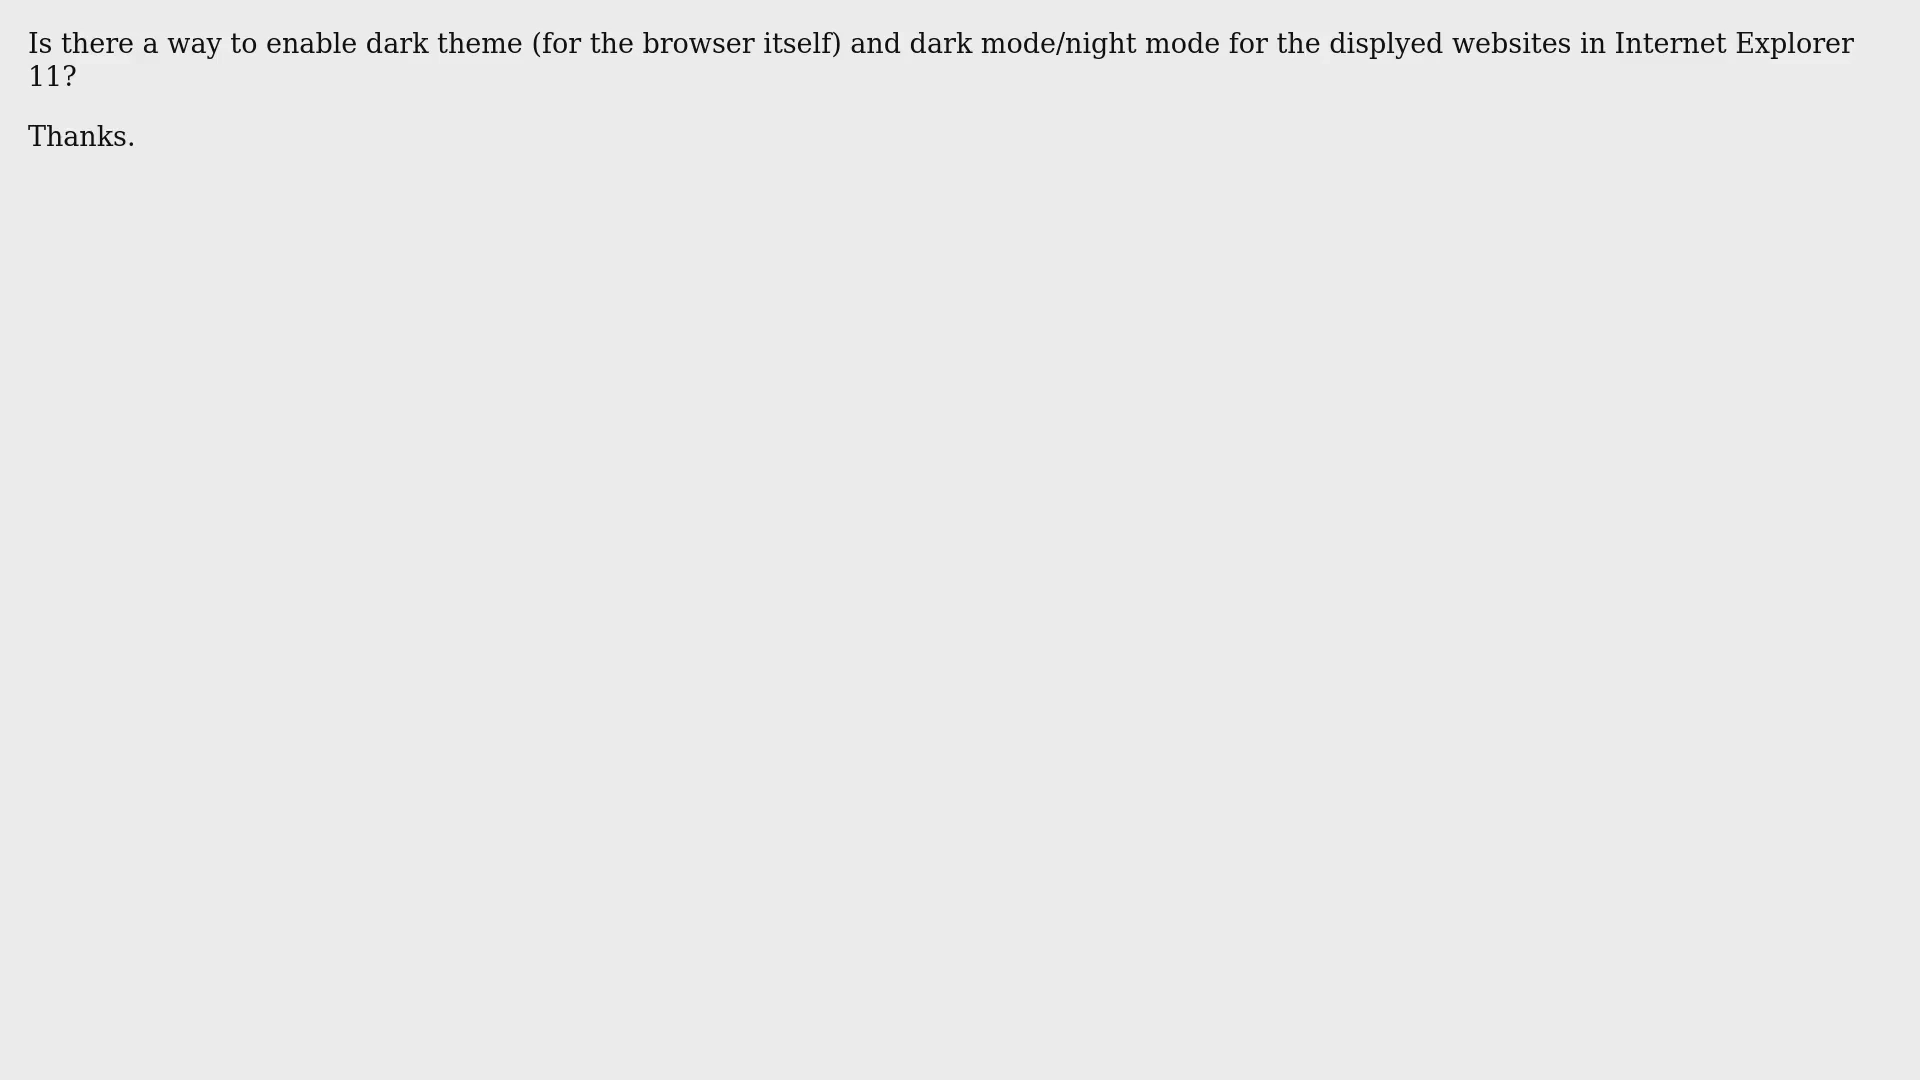 Is there a way to enable dark theme (for the browser itself) and dark mode/night mode for the displyed websites in Internet Explorer
11?
Thanks.